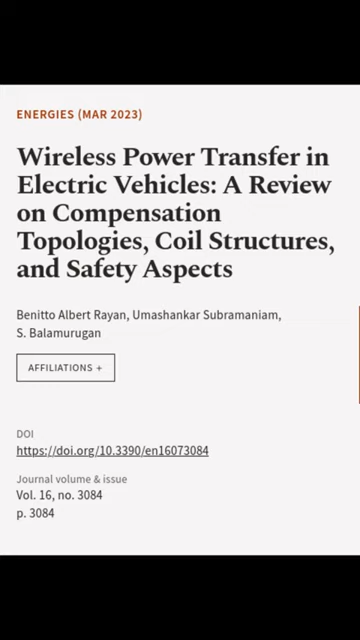 ENERGIES (MAR 2023)
Wireless Power Transfer in
Electric Vehicles: A Review
on Compensation
Topologies, Coil Structures,
and Safety Aspects
Benitto Albert Rayan, Umashankar Subramaniam,
S. Balamurugan
AFFILIATIONS +
DOI
https://doi.org/10.3390/en16073084
Journal volume & issue
Vol. 16, no. 3084
p. 3084